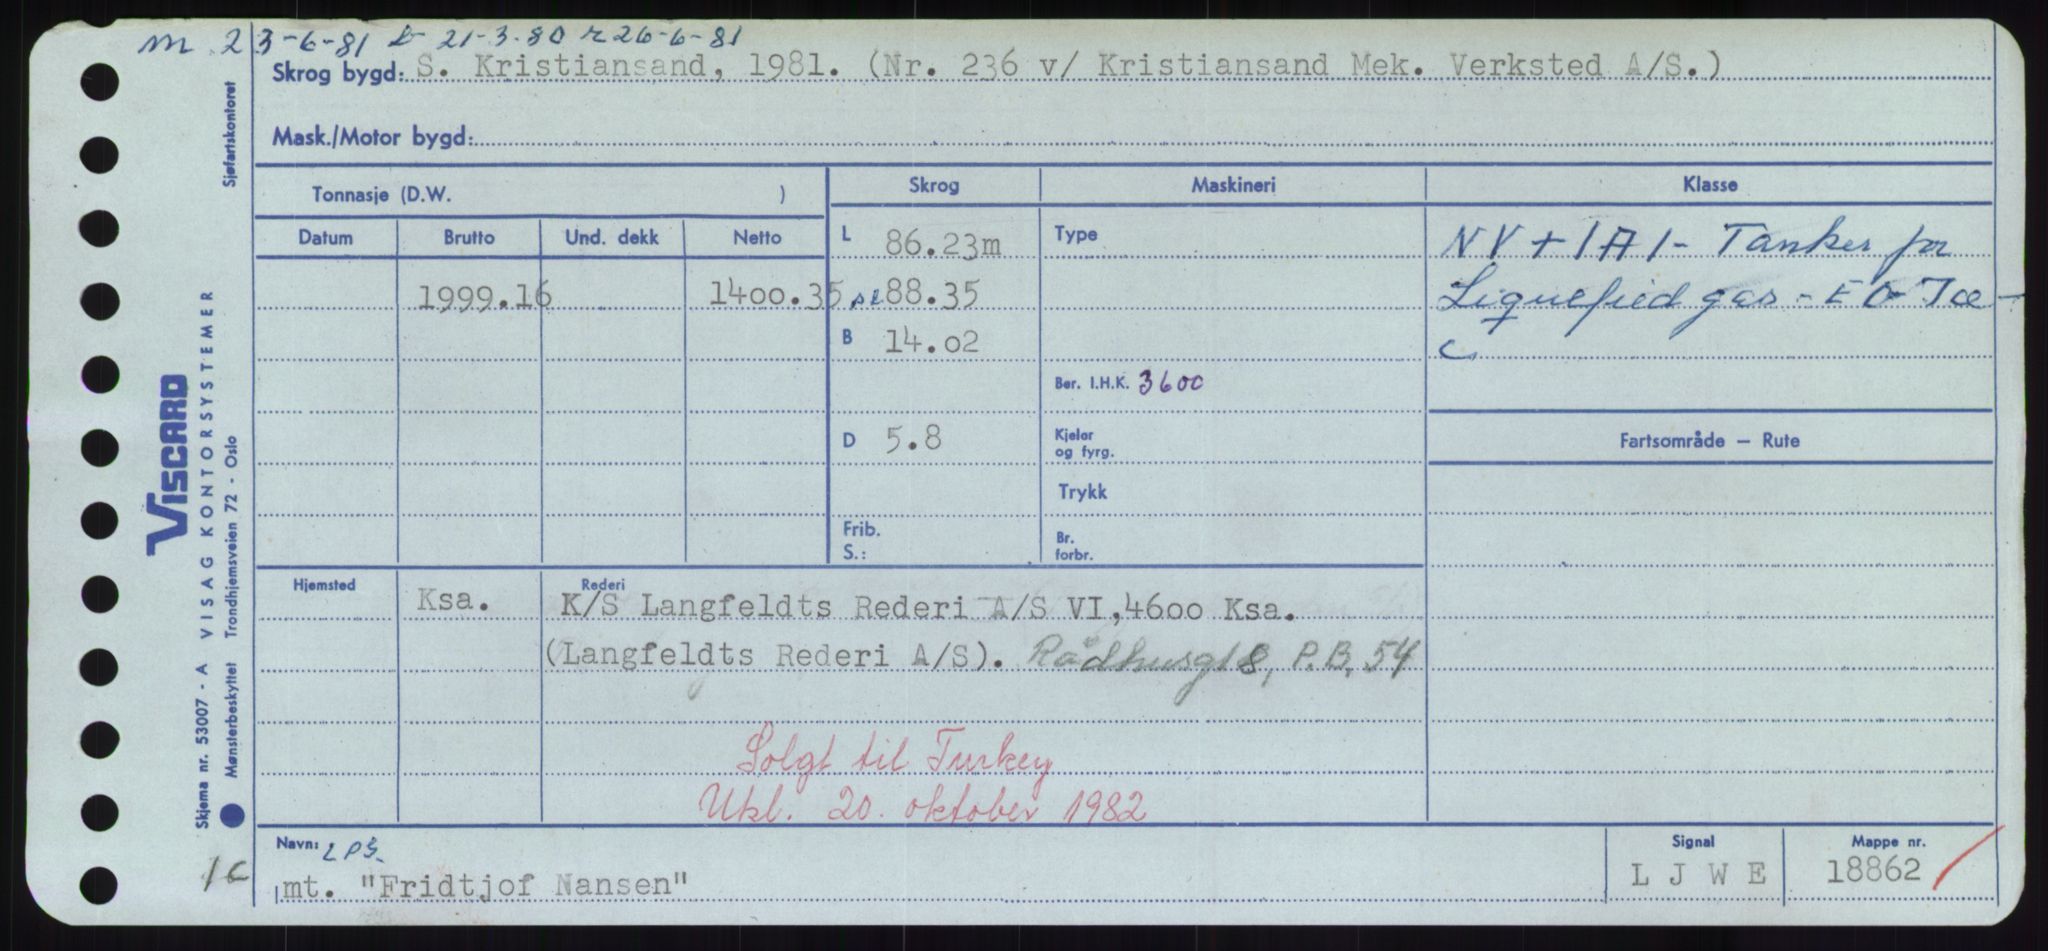 m. 23-6-81 b- 21-3-80 r 26-6-81
Skrog bygd: S. Kristiansand, 1981. (Nr. 236 v/ Kristiansand Mek. Verksted A/S.)
Mask./Motor bygd:
Tonnasje (D.W. )
Skrog
Maskineri
Klasse
Datum
Brutto
Und. dekk
Netto
L 86.23m
Type
NV + 1A1 - Tanker for
1999.16
1400.35
88.35
Liquefied gas - E0 - Ice -
B 14.02
C
Ber. I.H.K. 3600
D 5.8
Kjeler
og fyrg.
Fartsområde — Rute
Trykk
Frib.
S.:
Br.
forbr.
Hjemsted
Ksa.
Rederi
K/S Langfeldts Rederi A/S VI, 4600 Ksa.
(Langfeldts Rederi A/S). Rådhusgt 8, P.B. 54
Solgt til Turkey
Ukl. 20. oktober 1982
Navn: LPG
mt. "Fridtjof Nansen"
Signal
L J W E
Mappe nr.
18862
Sjøfartskontoret
VISCARD
VISAG KONTORSYSTEMER
Trondhjemsveien 72 - Oslo
Skjema nr. 53007 - A
Mønsterbeskyttet